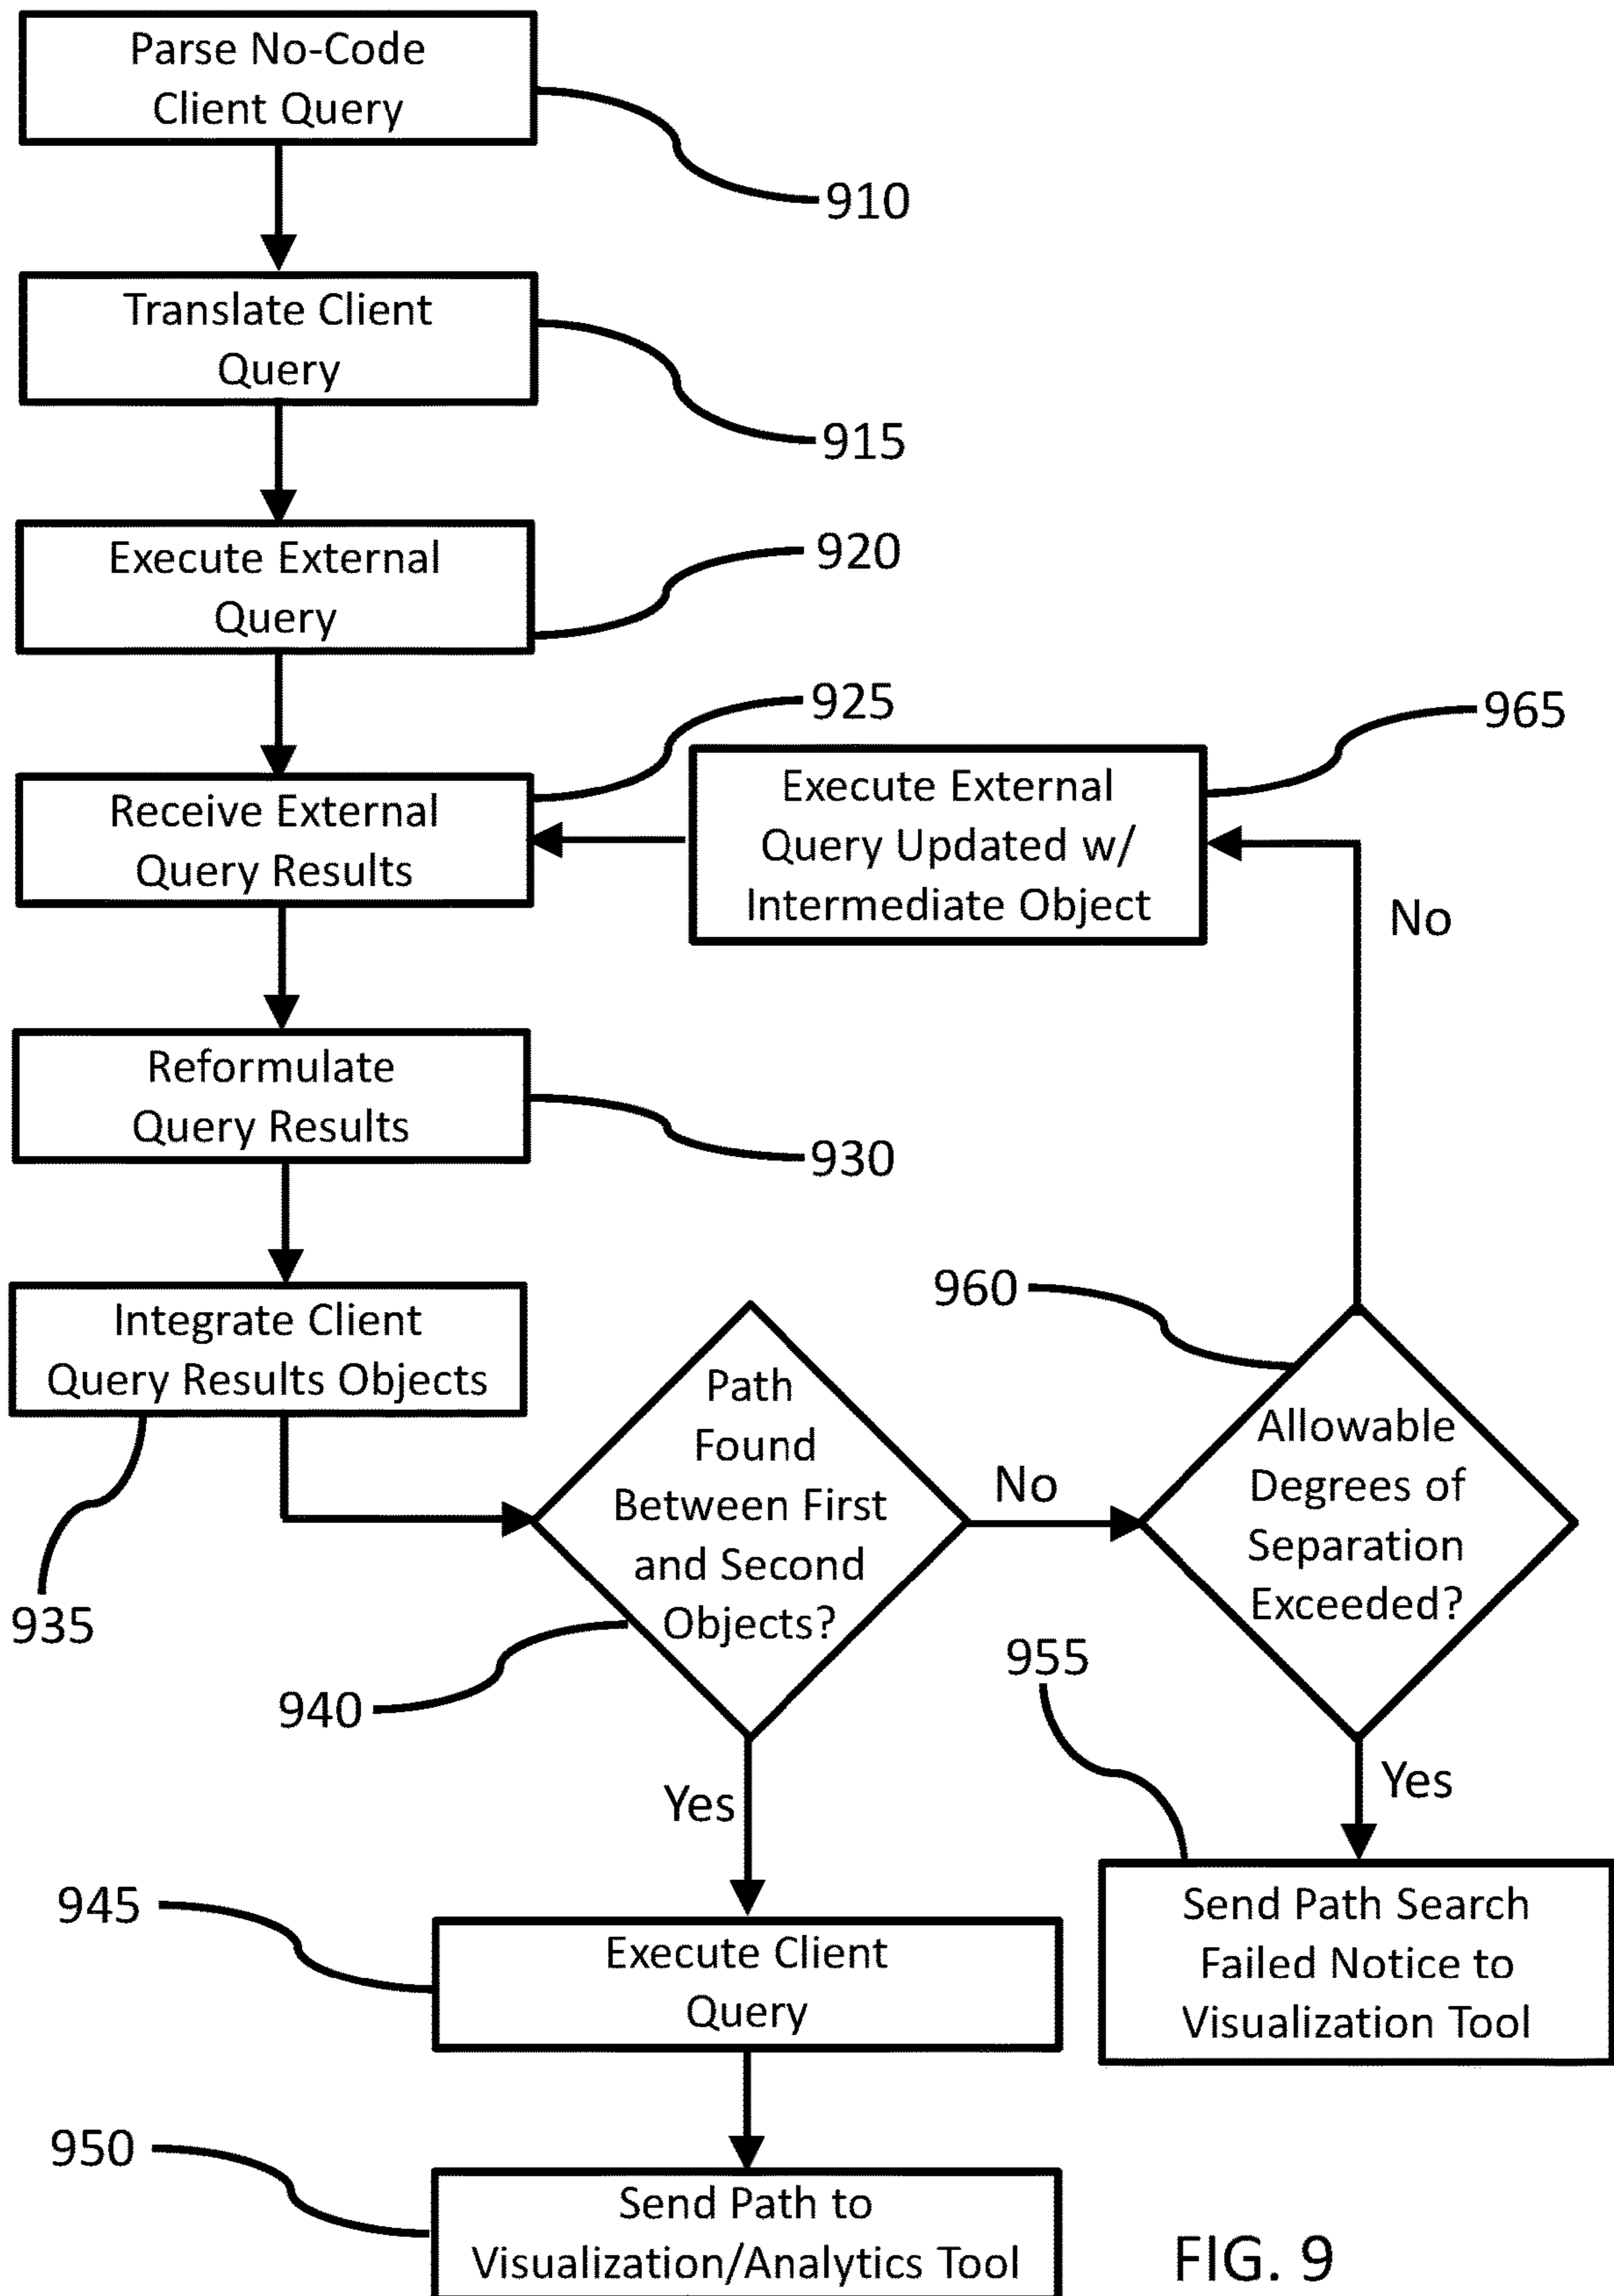 Parse No-Code
Client Query
910
Translate Client
Query
915
Execute External
Query
920
Receive External
Query Results
925
Execute External
Query Updated w/
Intermediate Object
965
No
Reformulate
Query Results
930
Integrate Client
Query Results Objects
935
Path
Found
Between First
and Second
Objects?
940
No
Allowable
Degrees of
Separation
Exceeded?
960
Yes
Yes
955
Send Path Search
Failed Notice to
Visualization Tool
945
Execute Client
Query
950
Send Path to
Visualization/Analytics Tool
FIG. 9